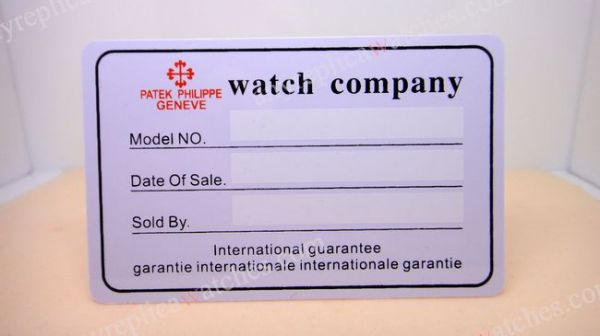 PATEK PHILIPPE
GENEVE
watch company
Model NO.
Date Of Sale.
Sold By.
International guarantee
garantie internationale internationale garantie